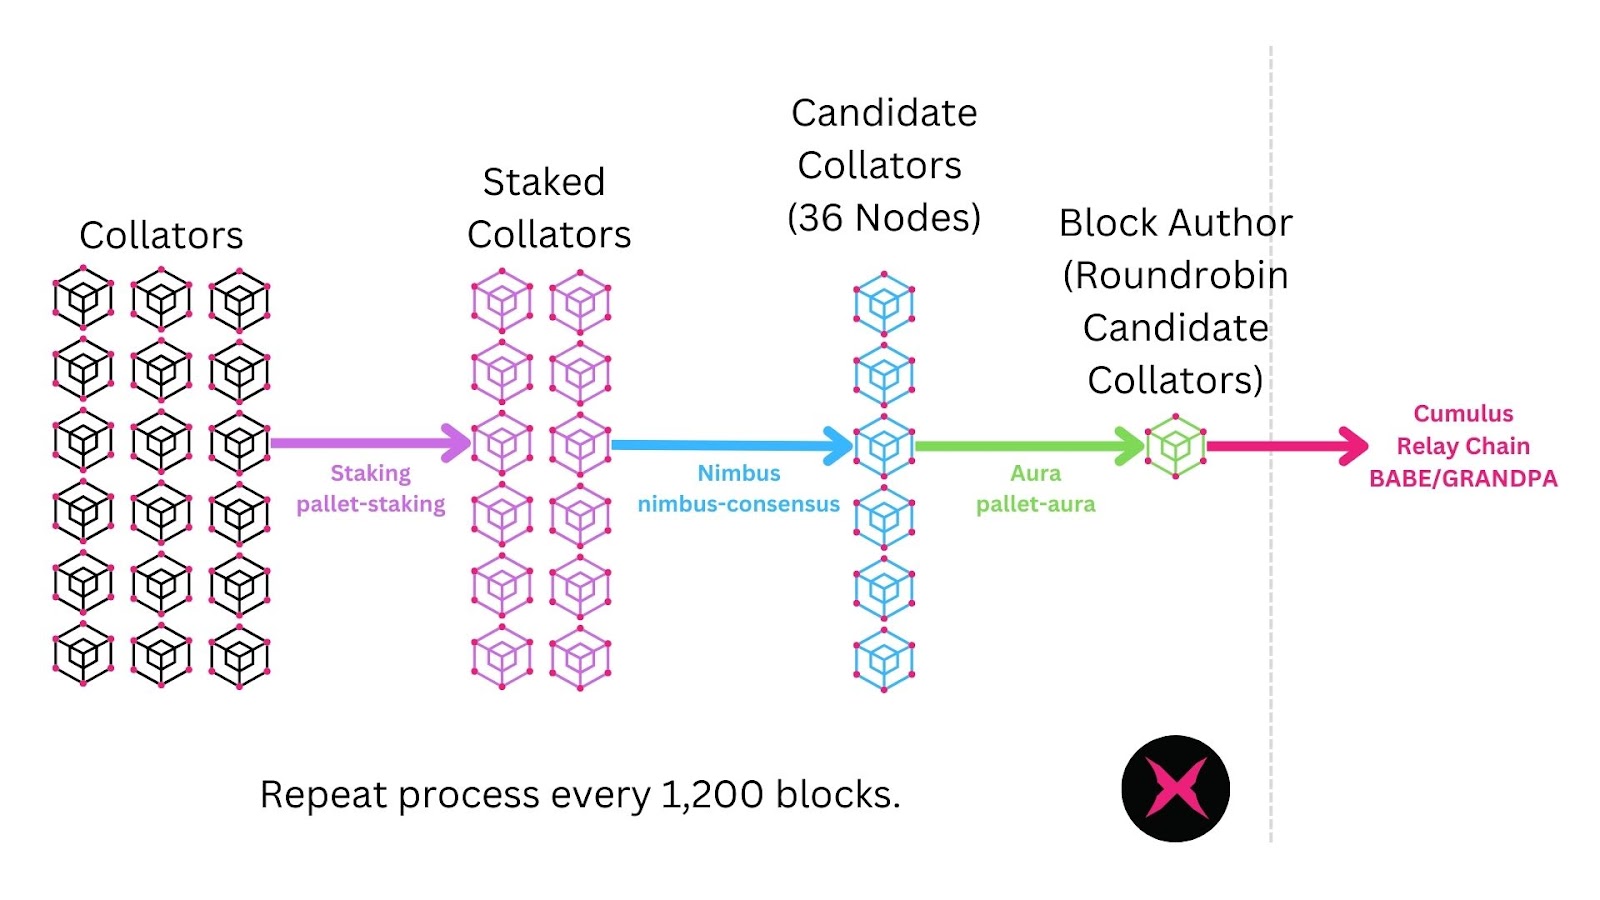 Collators
Staked
Collators
Candidate
Collators
(36 Nodes)
Block Author
(Roundrobin
Candidate
Collators)
Staking
pallet-staking
Nimbus
nimbus-consensus
Aura
pallet-aura
Cumulus
Relay Chain
BABE/GRANDPA
Repeat process every 1,200 blocks.